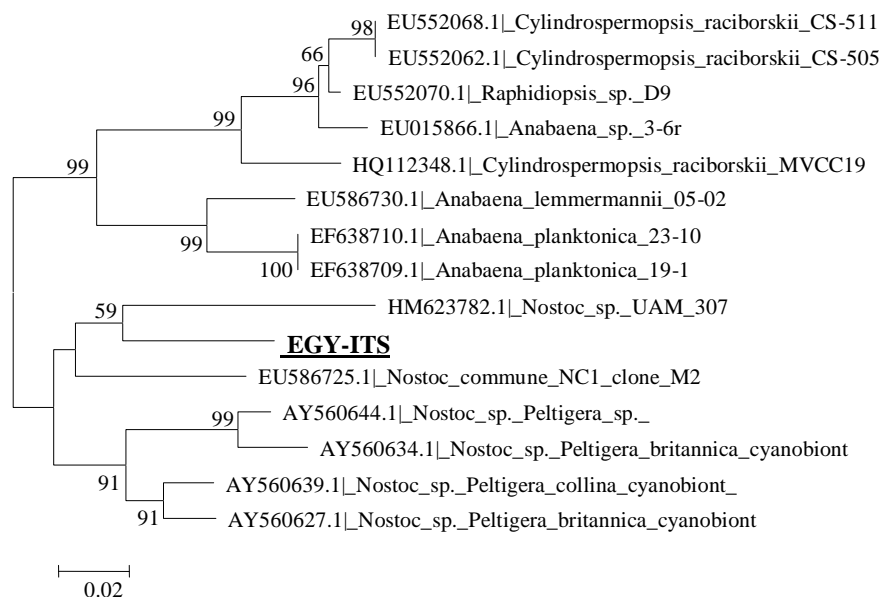 98
EU552068.1|_Cylindrospermopsis_raciborskii_CS-511
EU552062.1|_Cylindrospermopsis_raciborskii_CS-505
66
EU552070.1|_Raphidiopsis_sp._D9
96
EU015866.1|_Anabaena_sp._3-6r
99
HQ112348.1|_Cylindrospermopsis_raciborskii_MVCC19
99
EU586730.1|_Anabaena_lemmermannii_05-02
99
EF638710.1|_Anabaena_planktonica_23-10
100
EF638709.1|_Anabaena_planktonica_19-1
HM623782.1|_Nostoc_sp._UAM_307
59
EGY-ITS
EU586725.1|_Nostoc_commune_NC1_clone_M2
99
AY560644.1|_Nostoc_sp._Peltigera_sp._
AY560634.1|_Nostoc_sp._Peltigera_britannica_cyanobiont
91
AY560639.1|_Nostoc_sp._Peltigera_collina_cyanobiont_
91
AY560627.1|_Nostoc_sp._Peltigera_britannica_cyanobiont
0.02